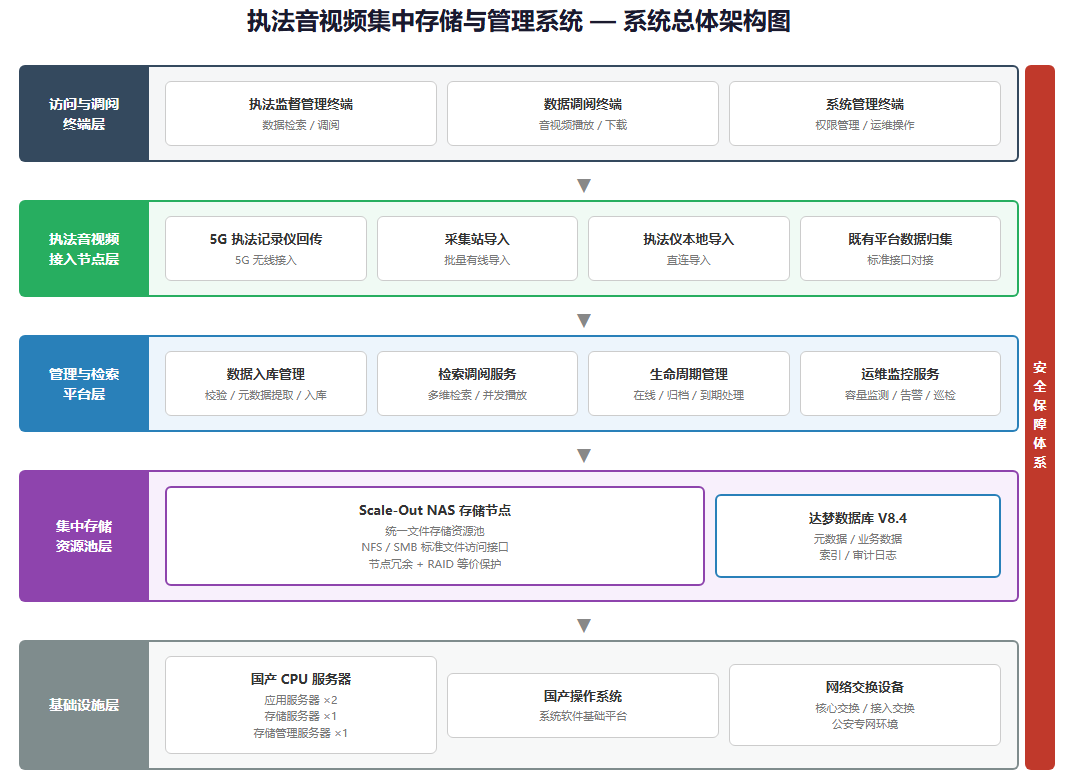 执法音视频集中存储与管理系统 — 系统总体架构图
访问与调阅
终端层
执法监督管理终端
数据检索 / 调阅
数据调阅终端
音视频播放 / 下载
系统管理终端
权限管理 / 运维操作
▼
执法音视频
接入节点层
5G 执法记录仪回传
5G 无线接入
采集站导入
批量有线导入
执法仪本地导入
直连导入
既有平台数据归集
标准接口对接
▼
管理与检索
平台层
数据入库管理
校验 / 元数据提取 / 入库
检索调阅服务
多维检索 / 并发播放
生命周期管理
在线 / 归档 / 到期处理
运维监控服务
容量监测 / 告警 / 巡检
▼
集中存储
资源池层
Scale-Out NAS 存储节点
统一文件存储资源池
NFS / SMB 标准文件访问接口
节点冗余 + RAID 等价保护
达梦数据库 V8.4
元数据 / 业务数据
索引 / 审计日志
▼
基础设施层
国产 CPU 服务器
应用服务器 ×2
存储服务器 ×1
存储管理服务器 ×1
国产操作系统
系统软件基础平台
网络交换设备
核心交换 / 接入交换
公安专网环境
安全保障体系